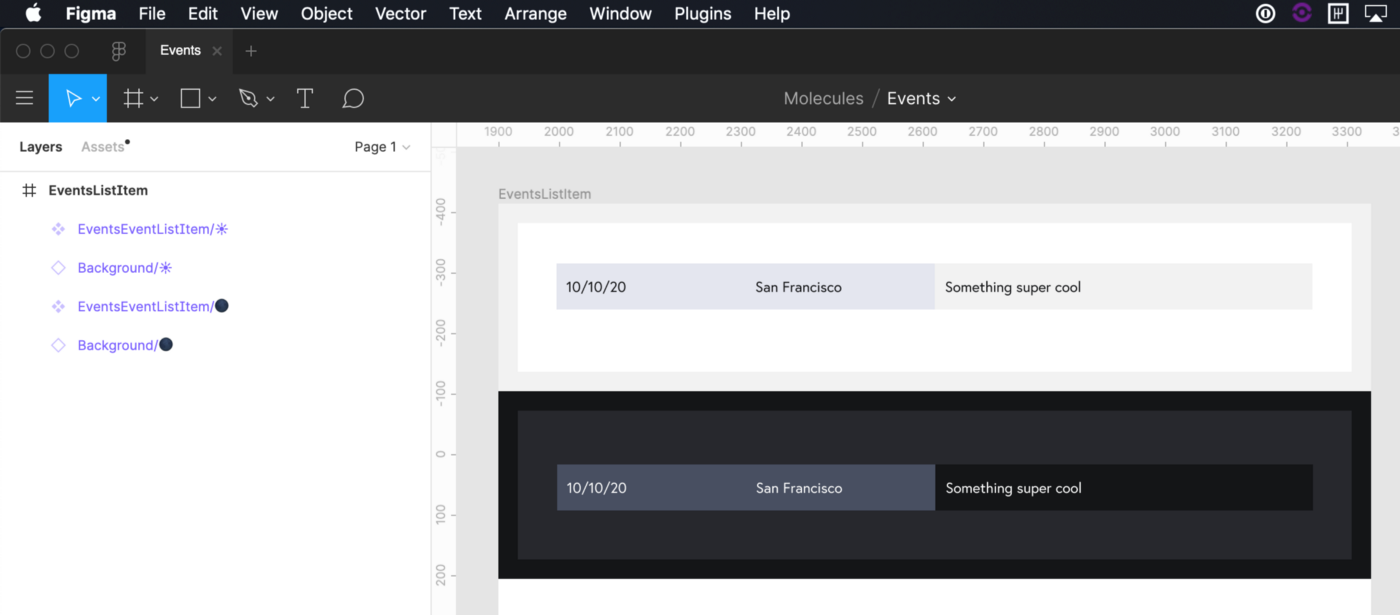 Figma File Edit View Object Vector Text Arrange Window Plugins Help
Events
Molecules / Events
Layers Assets Page 1
1900 2000 2100 2200 2300 2400 2500 2600 2700 2800 2900 3000 3100 3200 3300 3
EventsListItem
EventsListItem
-400
EventsEventListItem/☀
Background/☀
-300
10/10/20 San Francisco Something super cool
EventsEventListItem/🌑
-200
Background/🌑
-100
0
10/10/20 San Francisco Something super cool
100
200